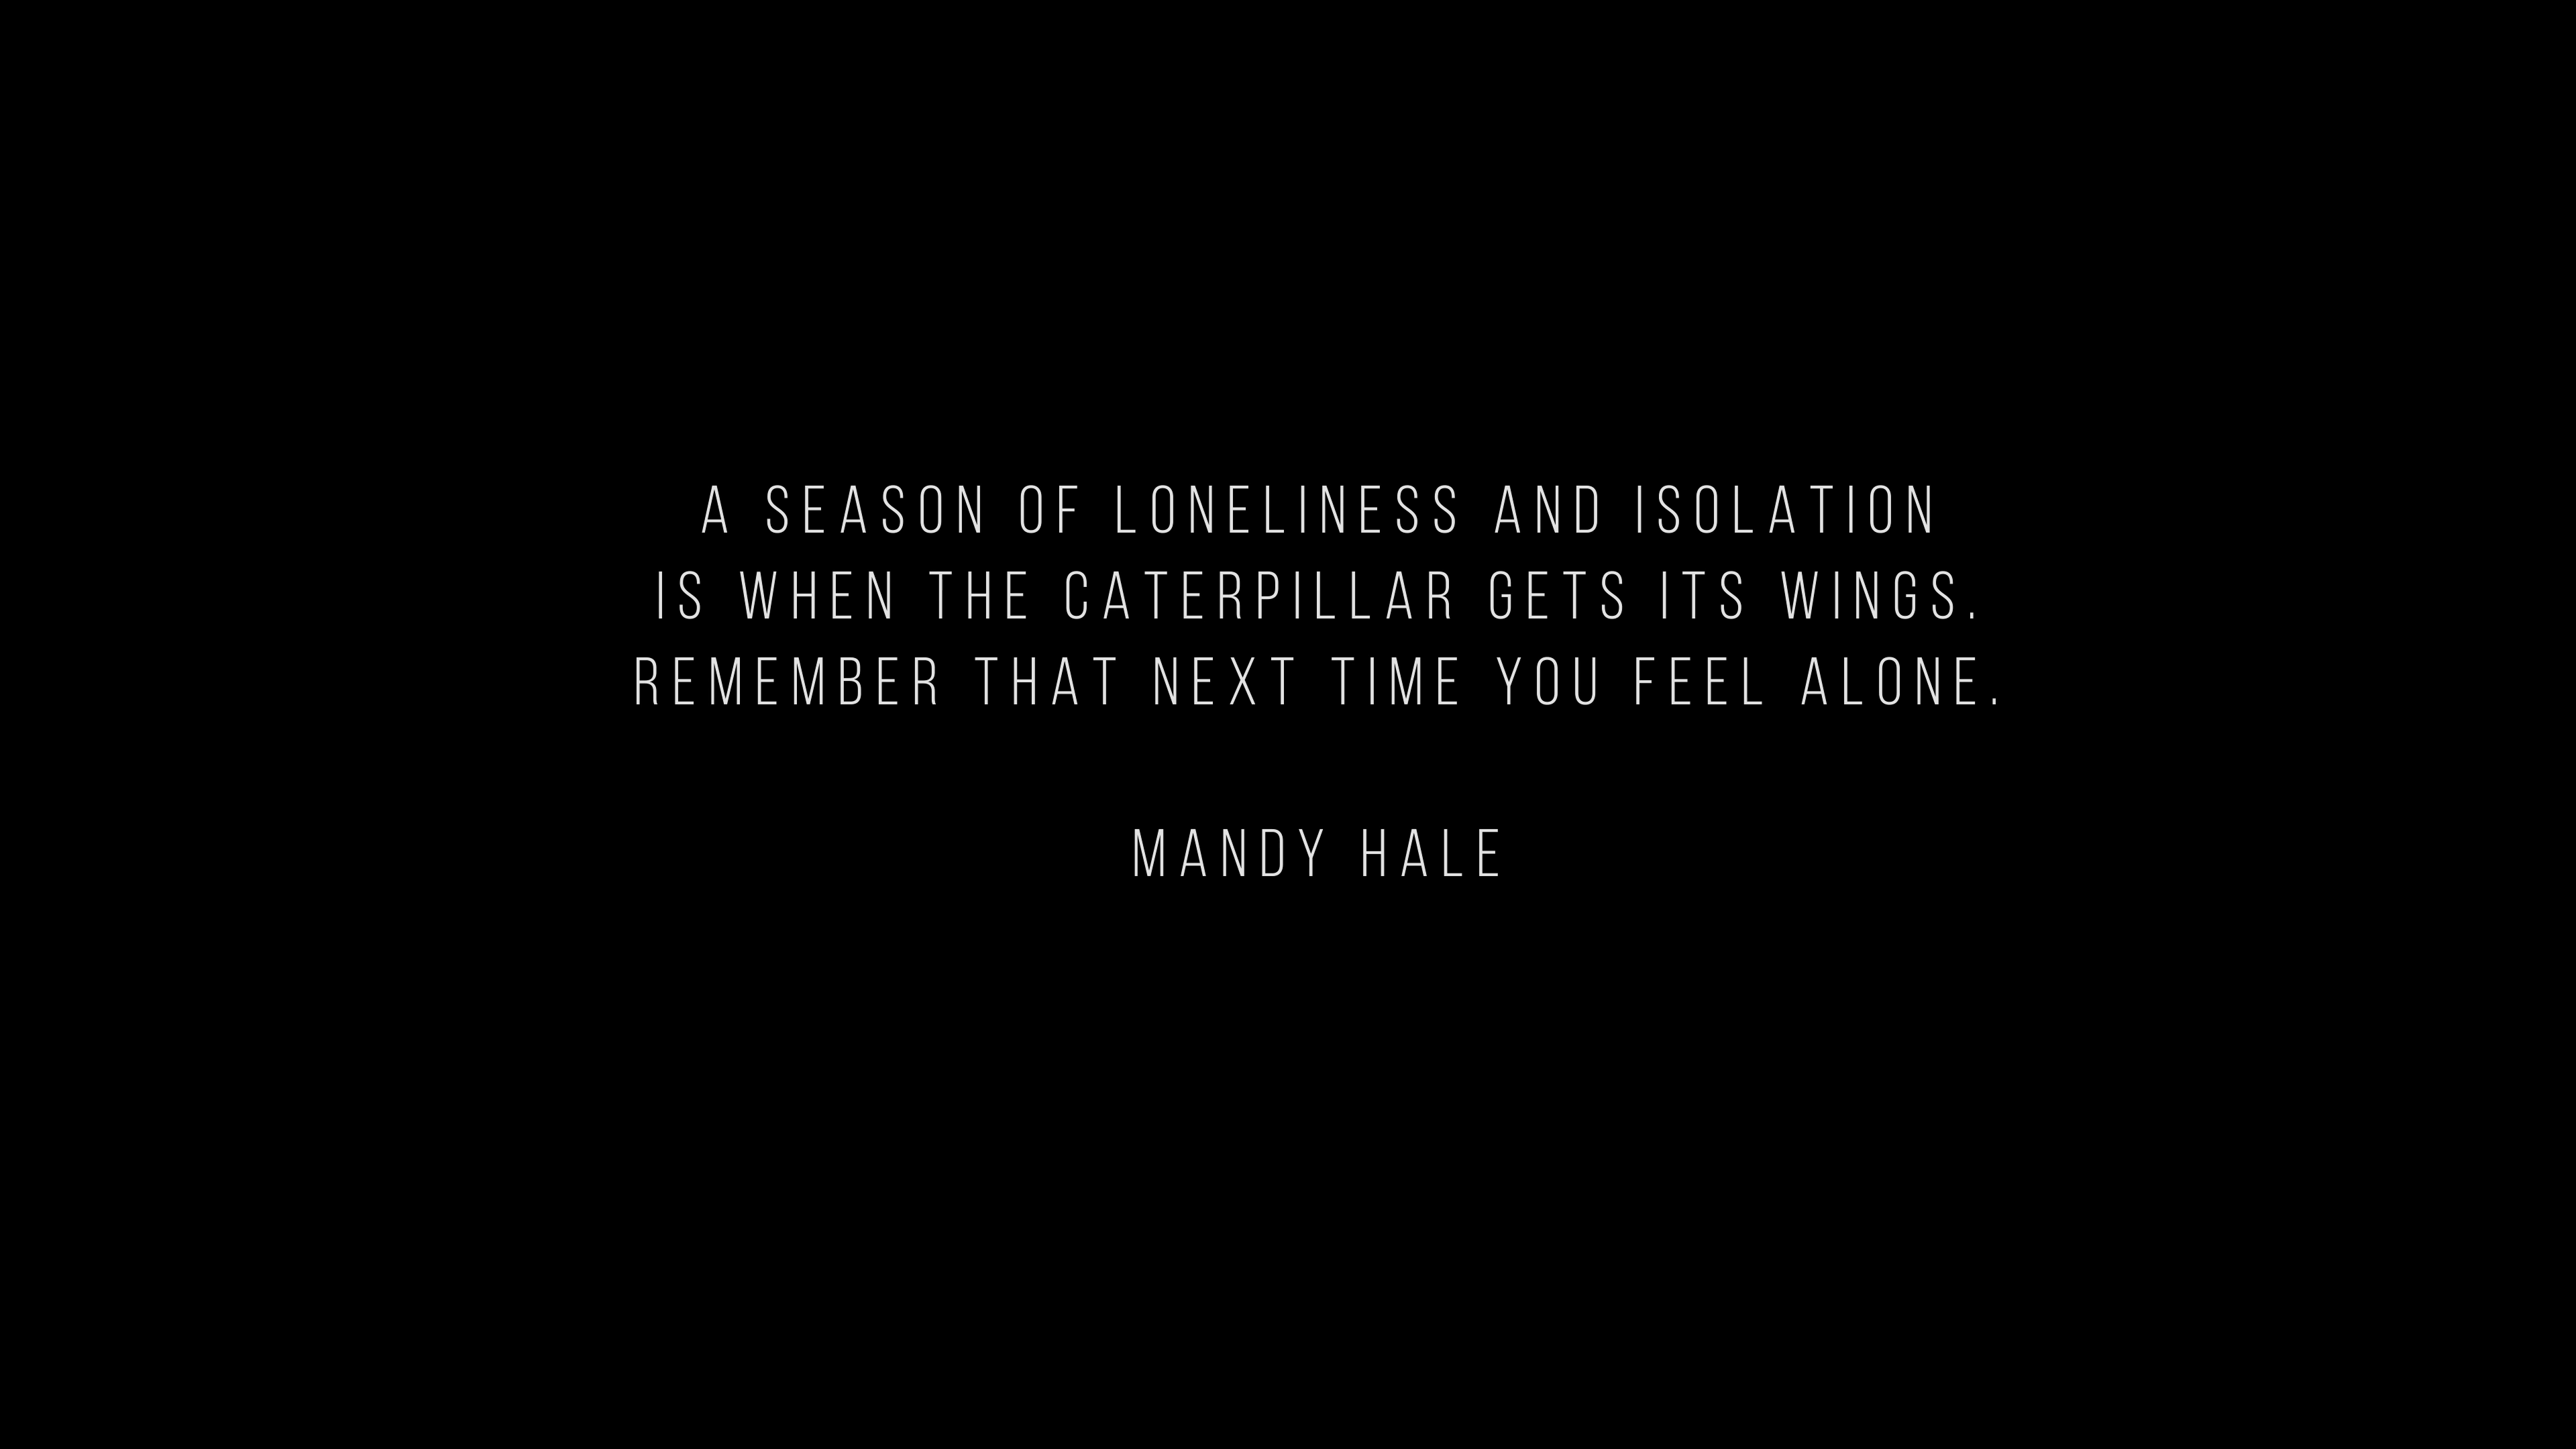 A SEASON OF LONELINESS AND ISOLATION
IS WHEN THE CATERPILLAR GETS ITS WINGS.
REMEMBER THAT NEXT TIME YOU FEEL ALONE.
MANDY HALE